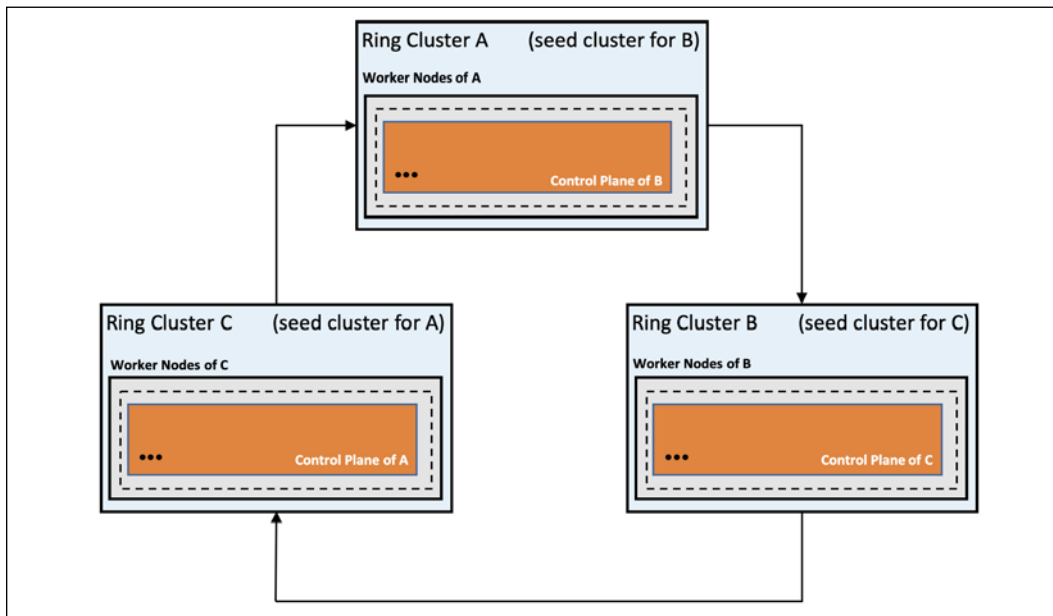 Ring Cluster A (seed cluster for B)
Worker Nodes of A
...
Control Plane of B
Ring Cluster C (seed cluster for A)
Worker Nodes of C
...
Control Plane of A
Ring Cluster B (seed cluster for C)
Worker Nodes of B
...
Control Plane of C